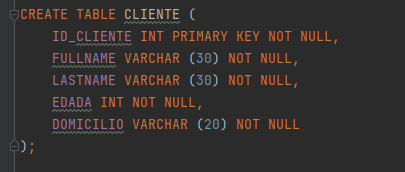 CREATE TABLE CLIENTE (
ID_CLIENTE INT PRIMARY KEY NOT NULL,
FULLNAME VARCHAR (30) NOT NULL,
LASTNAME VARCHAR (30) NOT NULL,
EDADA INT NOT NULL,
DOMICILIO VARCHAR (20) NOT NULL
);